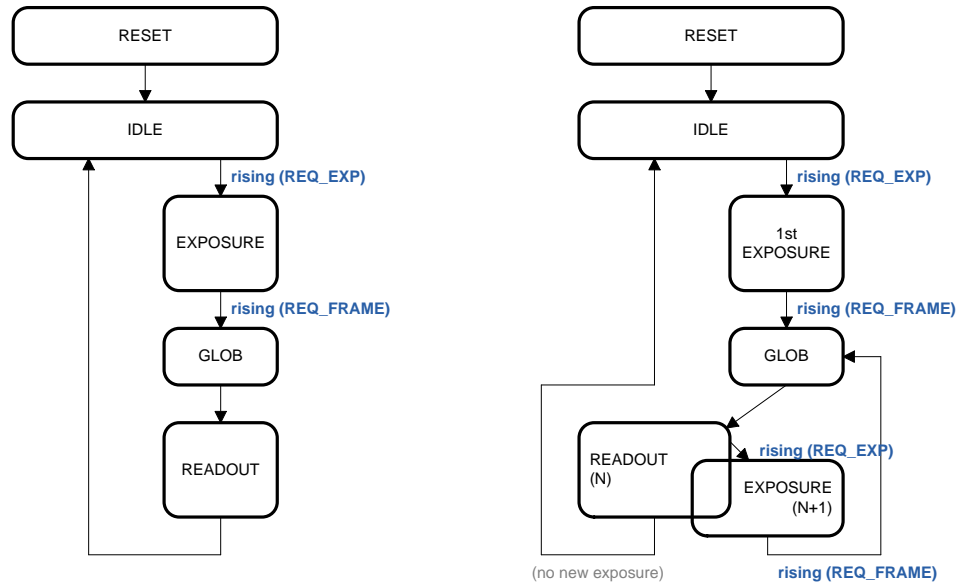 RESET
IDLE
rising (REQ_EXP)
EXPOSURE
rising (REQ_FRAME)
GLOB
READOUT
RESET
IDLE
rising (REQ_EXP)
1st
EXPOSURE
rising (REQ_FRAME)
GLOB
rising (REQ_EXP)
READOUT
(N)
EXPOSURE
(N+1)
(no new exposure)
rising (REQ_FRAME)